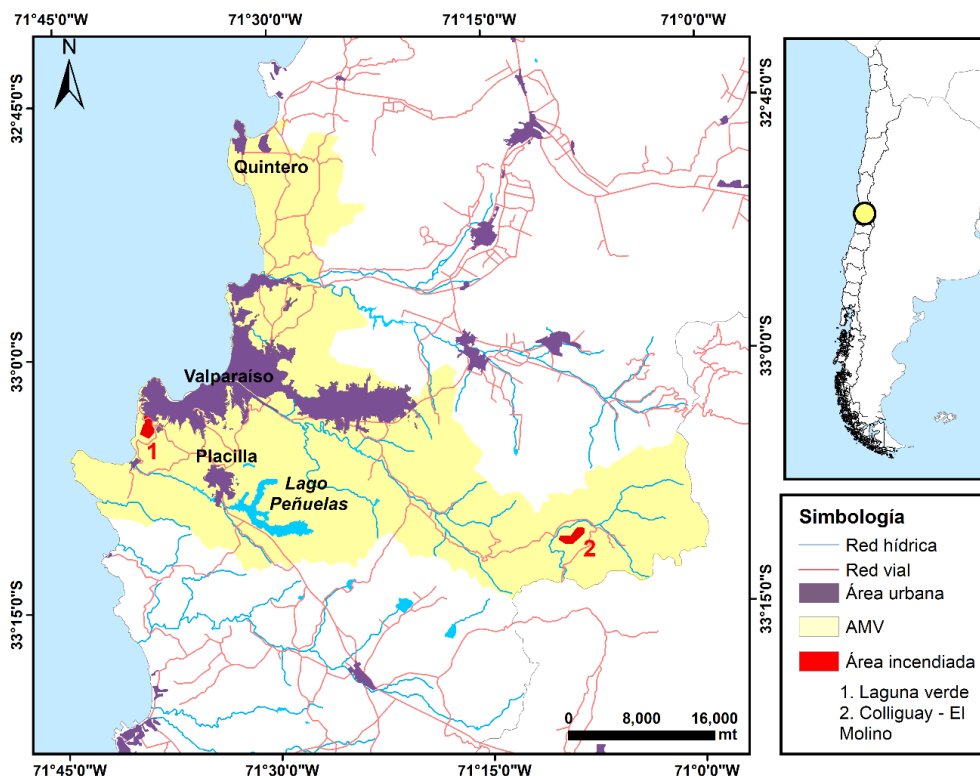 71°45'0"W 71°30'0"W 71°15'0"W 71°00'0"W
N
32°45'0"S
32°45'0"S
Quintero
33°0'0"S
33°0'0"S
Valparaiso
1
Placilla
Lago
Peñuelas
2
33°15'0"S
33°15'0"S
0 8,000 16,000
mt
71°45'0"W 71°30'0"W 71°15'0"W 71°00'0"W
Simbología
Red hídrica
Red vial
Área urbana
AMV
Área incendiada
1. Laguna verde
2. Colliguay - El
Molino